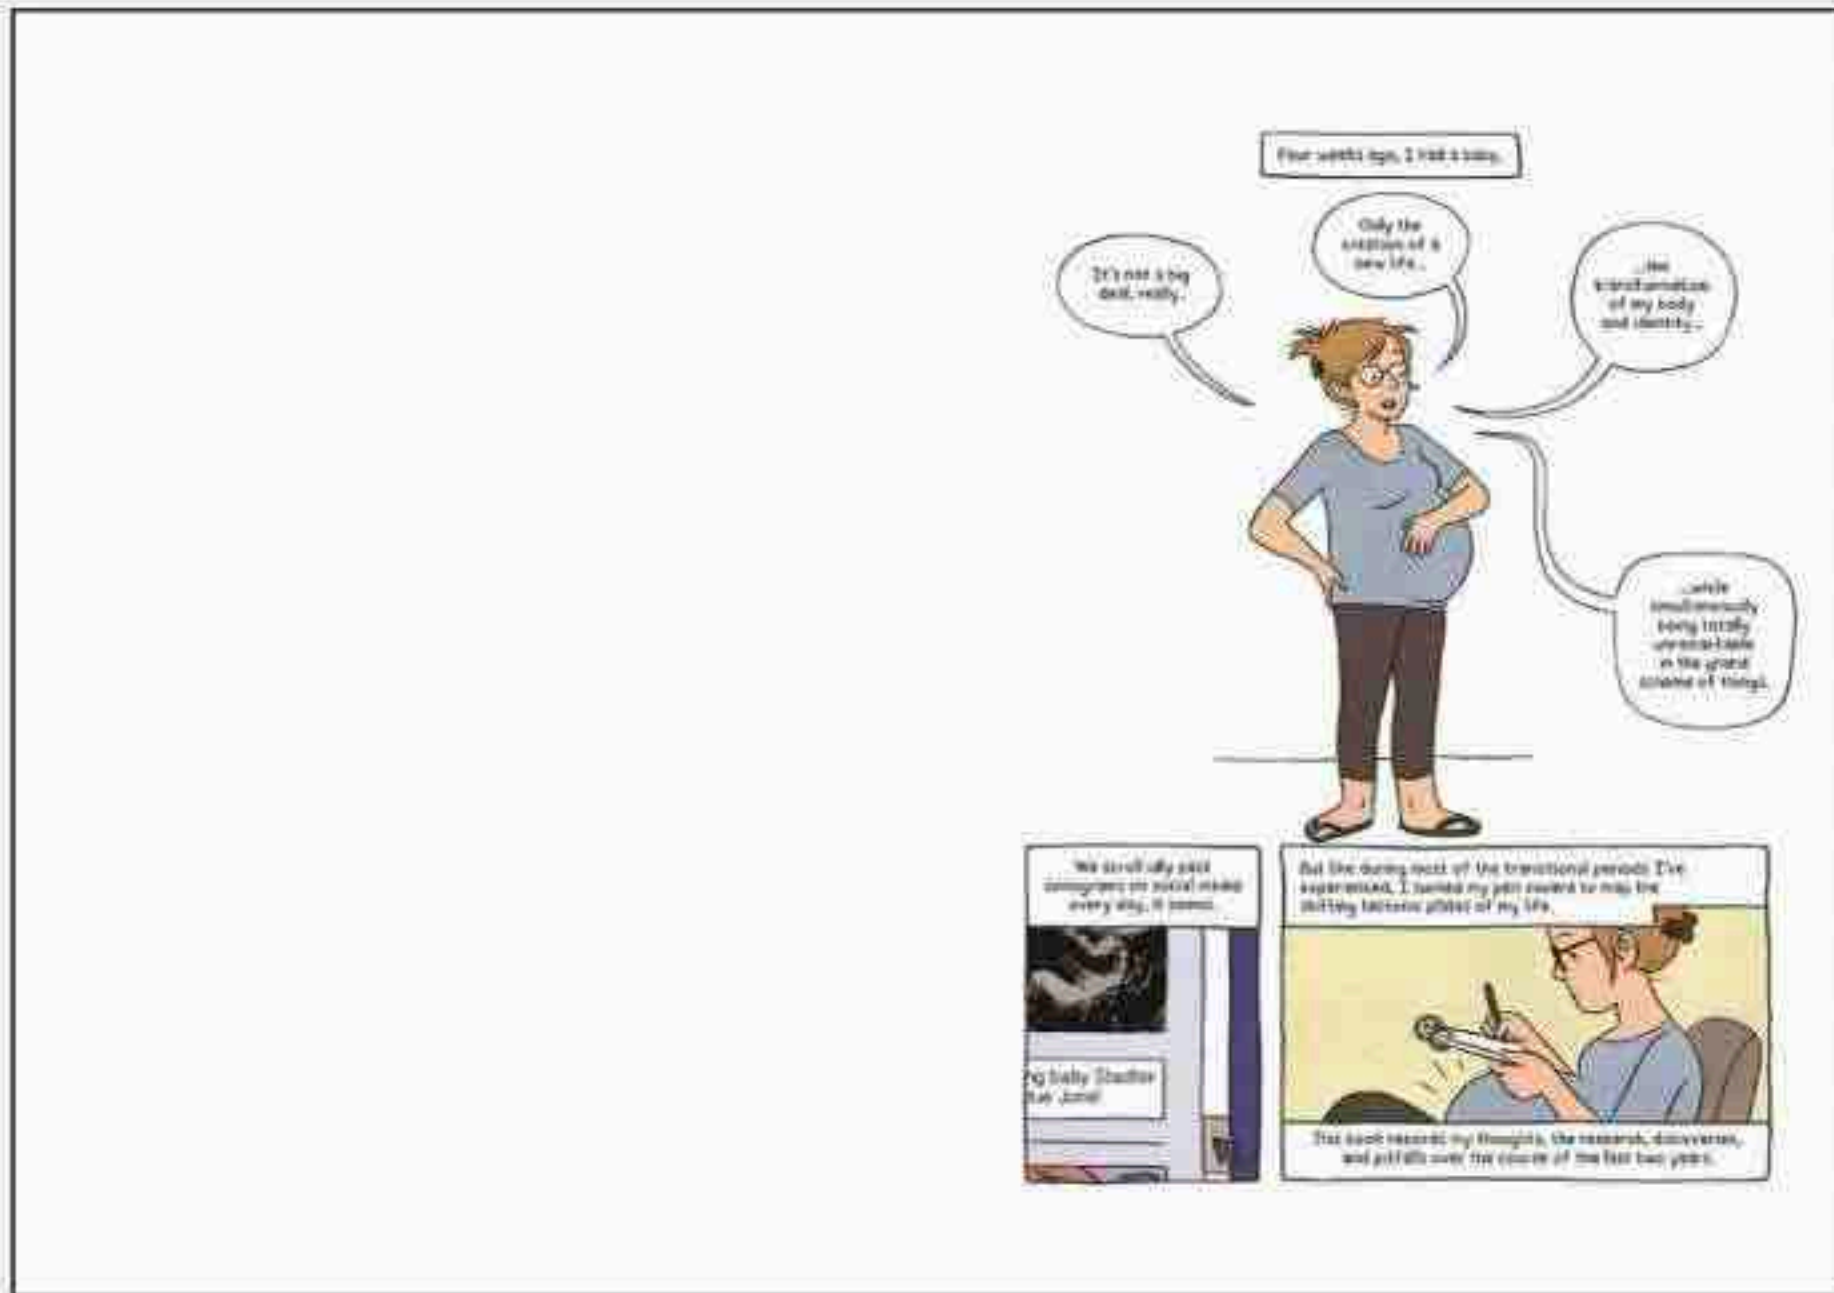 Four weeks ago, I had a baby.
It's not a big
deal, really..
Only the
creation of a
new life...
...the
transformation
of my body
and identity...
...while
simultaneously
being totally
unremarkable
in the grand
scheme of things.
We scroll idly past
sonograms on social media
every day, it seems.
ng baby
June!
But like during most of the transitional periods I've
experienced, I turned my pen inward to map the
shifting tectonic plates of my life.
This book records my thoughts, the research, discoveries,
and pitfalls over the course of the last two years.